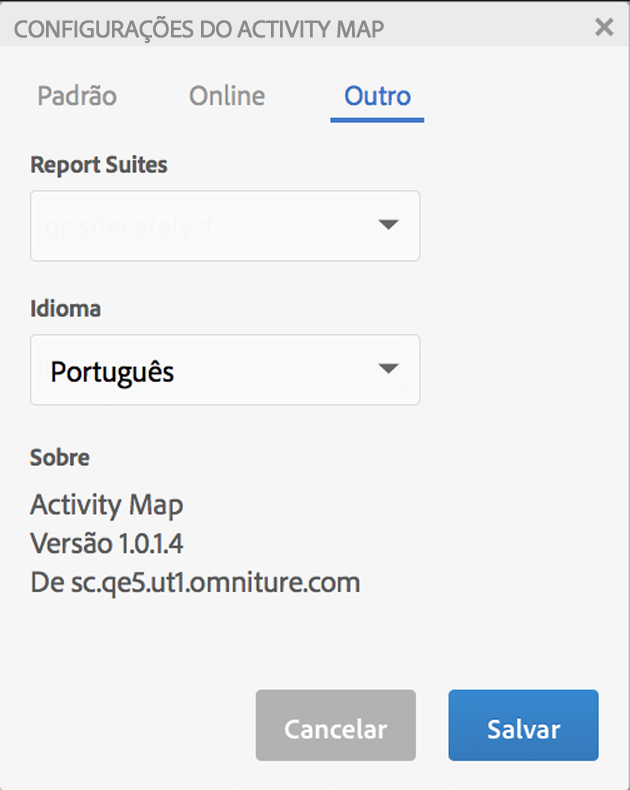 CONFIGURAÇÕES DO ACTIVITY MAP
Padrão Online Outro
Report Suites
qc.sitecatalyst
Idioma
Português
Sobre
Activity Map
Versão 1.0.1.4
De sc.qe5.ut1.omniture.com
Cancelar Salvar